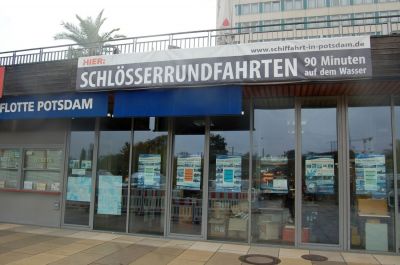 www.schiffahrt-in-potsdam.de
HIER:
SCHLÖSSERRUNDFAHRTEN
90 Minuten
auf dem Wasser
FLOTTE POTSDAM